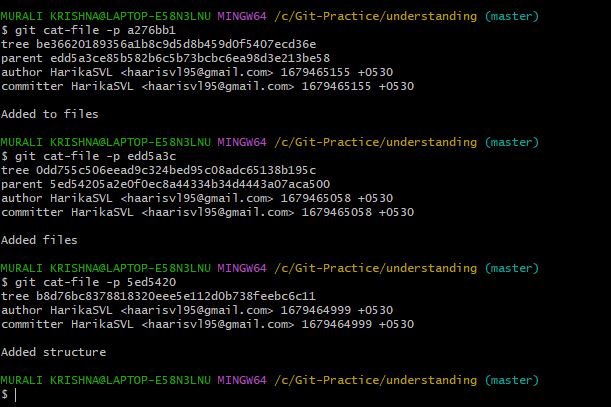 MURALI KRISHNA@LAPTOP-E58N3LNU MINGW64 /c/Git-Practice/understanding (master)
$ git cat-file -p a276bb1
tree be36620189356a1b8c9d5d8b459d0f5407ecd36e
parent edd5a3ce85b582b6c5b73bcbc6ea98d3e213be58
author HarikaSVL <haarisvl95@gmail.com> 1679465155 +0530
committer HarikaSVL <haarisvl95@gmail.com> 1679465155 +0530
Added to files
MURALI KRISHNA@LAPTOP-E58N3LNU MINGW64 /c/Git-Practice/understanding (master)
$ git cat-file -p edd5a3c
tree 0dd755c506eead9c324bed95c08adc65138b195c
parent 5ed54205a2e0f0ec8a44334b34d4443a07aca500
author HarikaSVL <haarisvl95@gmail.com> 1679465058 +0530
committer HarikaSVL <haarisvl95@gmail.com> 1679465058 +0530
Added files
MURALI KRISHNA@LAPTOP-E58N3LNU MINGW64 /c/Git-Practice/understanding (master)
$ git cat-file -p 5ed5420
tree b8d76bc8378818320eee5e112d0b738feebc6c11
author HarikaSVL <haarisvl95@gmail.com> 1679464999 +0530
committer HarikaSVL <haarisvl95@gmail.com> 1679464999 +0530
Added structure
MURALI KRISHNA@LAPTOP-E58N3LNU MINGW64 /c/Git-Practice/understanding (master)
$